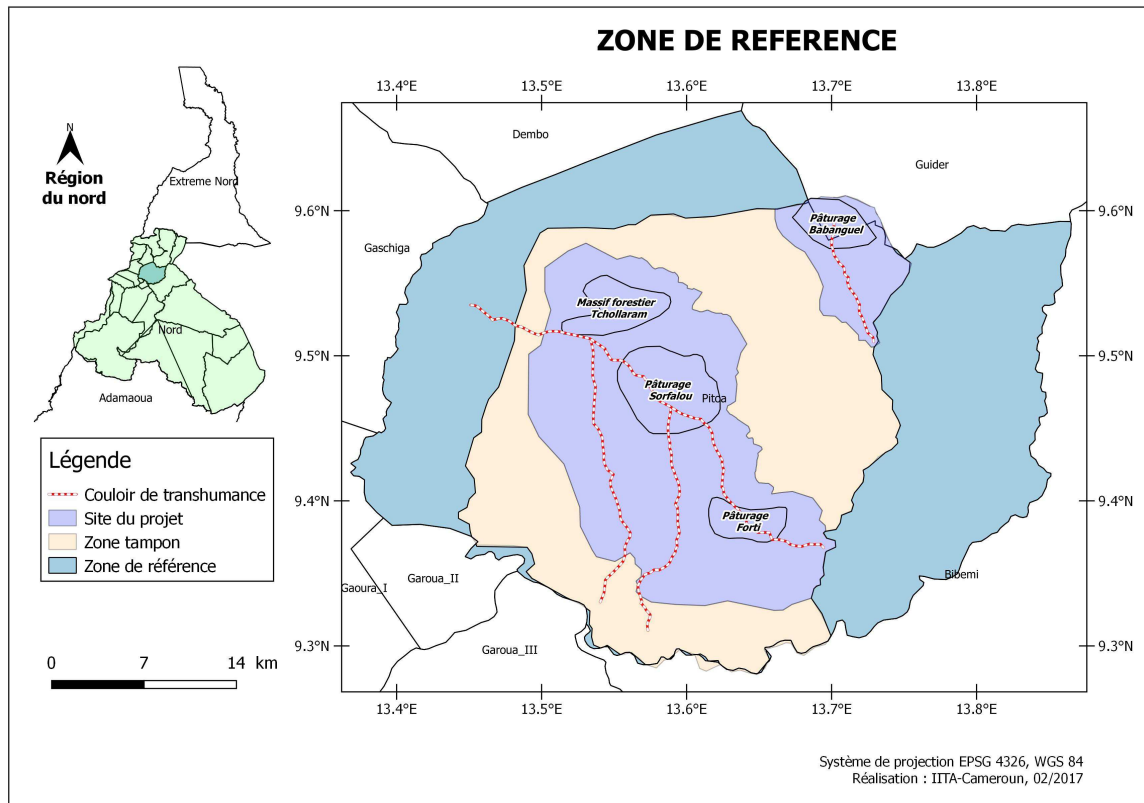 ZONE DE REFERENCE
N
Région
du nord
Extreme Nord
Nord
Adamaoua
Légende
Couloir de transhumance
Site du projet
Zone tampon
Zone de référence
0 7 14 km
13.4°E 13.5°E 13.6°E 13.7°E 13.8°E
9.6°N
9.5°N
9.4°N
9.3°N
Dembo
Guider
Gaschiga
Pâturage
Babanguel
Massif forestier
Tchollaram
Pâturage
Sorfalou
Pitoa
Pâturage
Forti
Bibemi
Gaoura_I
Garoua_II
Garoua_III
9.6°N
9.5°N
9.4°N
9.3°N
13.4°E 13.5°E 13.6°E 13.7°E 13.8°E
Système de projection EPSG 4326, WGS 84
Réalisation : IITA-Cameroun, 02/2017